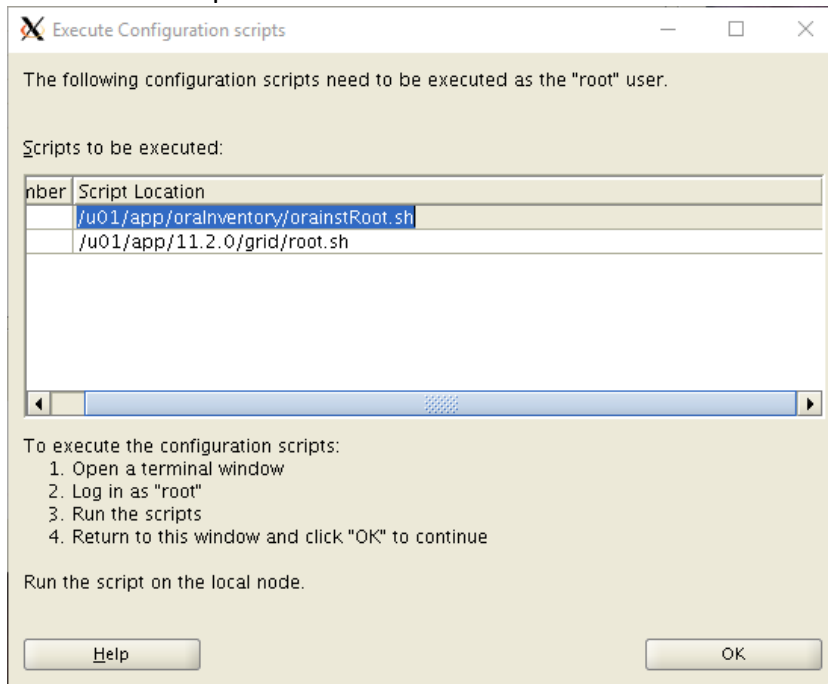 Execute Configuration scripts
The following configuration scripts need to be executed as the "root" user.
Scripts to be executed:
nber Script Location
/u01/app/oraInventory/orainstRoot.sh
/u01/app/11.2.0/grid/root.sh
To execute the configuration scripts:
1. Open a terminal window
2. Log in as "root"
3. Run the scripts
4. Return to this window and click "OK" to continue
Run the script on the local node.
Help OK